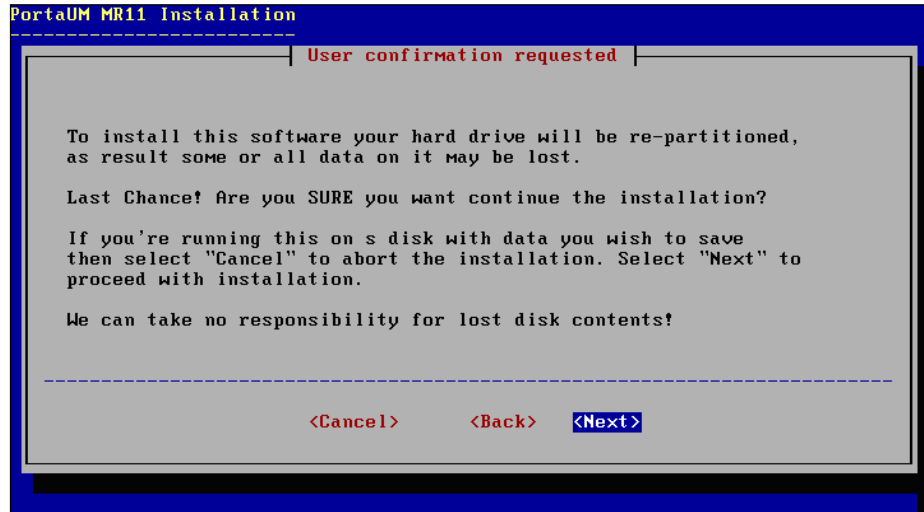 PortaUM MR11 Installation
User confirmation requested
To install this software your hard drive will be re-partitioned,
as result some or all data on it may be lost.
Last Chance! Are you SURE you want continue the installation?
If you're running this on s disk with data you wish to save
then select "Cancel" to abort the installation. Select "Next" to
proceed with installation.
We can take no responsibility for lost disk contents!
<Cancel> <Back> <Next>